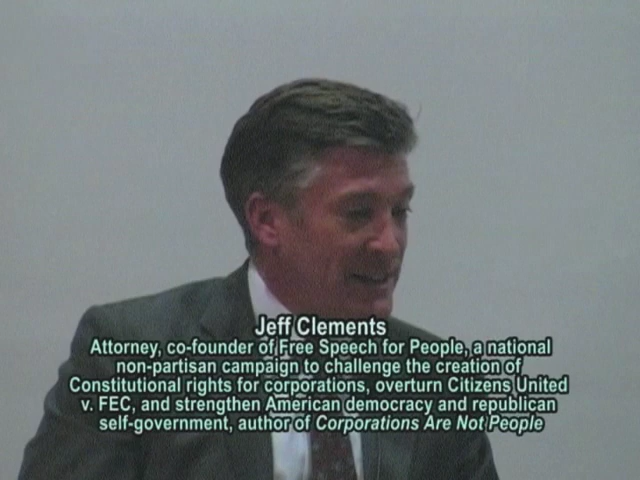 Jeff Clements
Attorney, co-founder of Free Speech for People, a national
non-partisan campaign to challenge the creation of
Constitutional rights for corporations, overturn Citizens United
v. FEC, and strengthen American democracy and republican
self-government, author of Corporations Are Not People